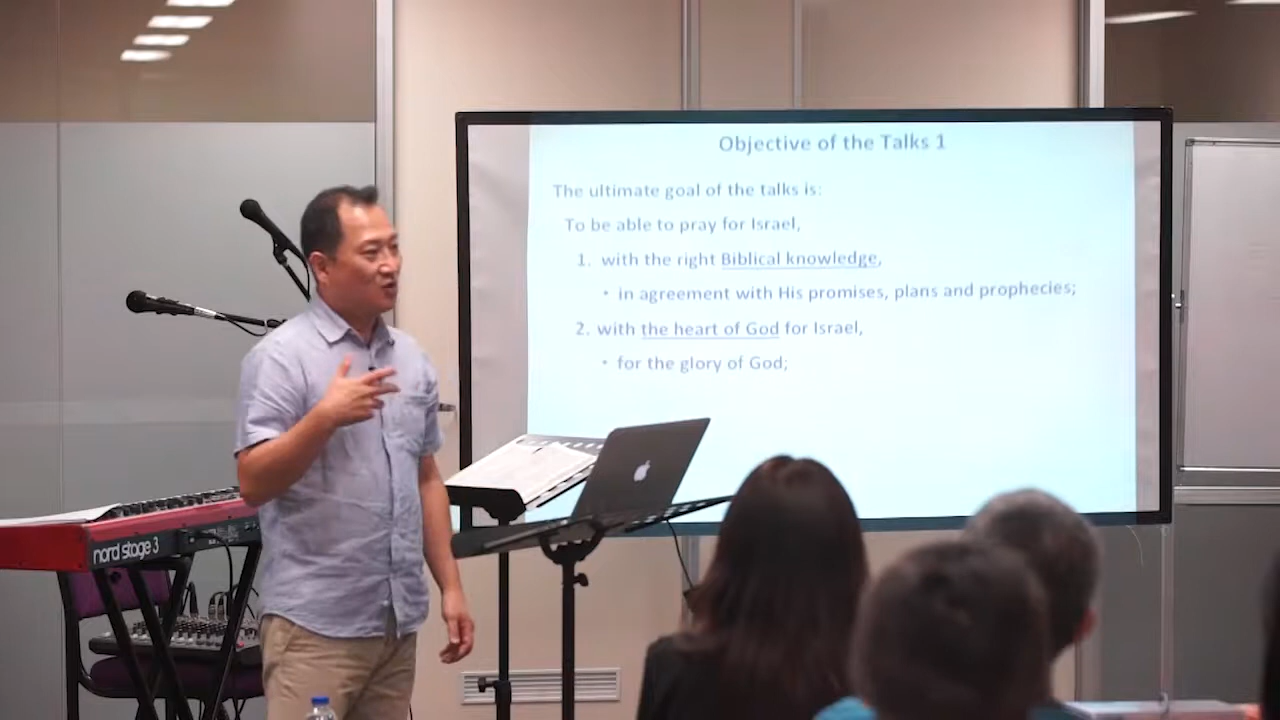 Objective of the Talks 1
The ultimate goal of the talks is:
To be able to pray for Israel,
1. with the right Biblical knowledge,
• in agreement with His promises, plans and prophecies;
2. with the heart of God for Israel,
• for the glory of God;
nord stage 3